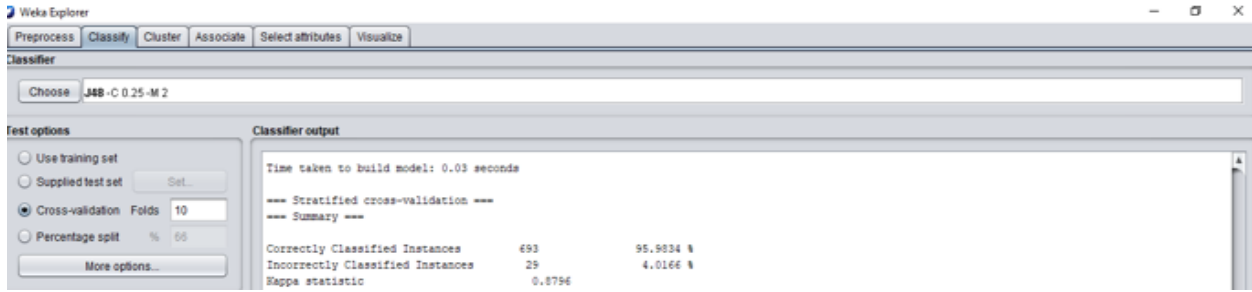 Weka Explorer
Preprocess Classify Cluster Associate Select attributes Visualize
Classifier
Choose J48 -C 0.25 -M 2
Test options
Classifier output
Use training set
Supplied test set Set...
Cross-validation Folds 10
Percentage split % 66
More options...
Time taken to build model: 0.03 seconds
=== Stratified cross-validation ===
=== Summary ===
Correctly Classified Instances 693 95.9834 %
Incorrectly Classified Instances 29 4.0166 %
Kappa statistic 0.8796